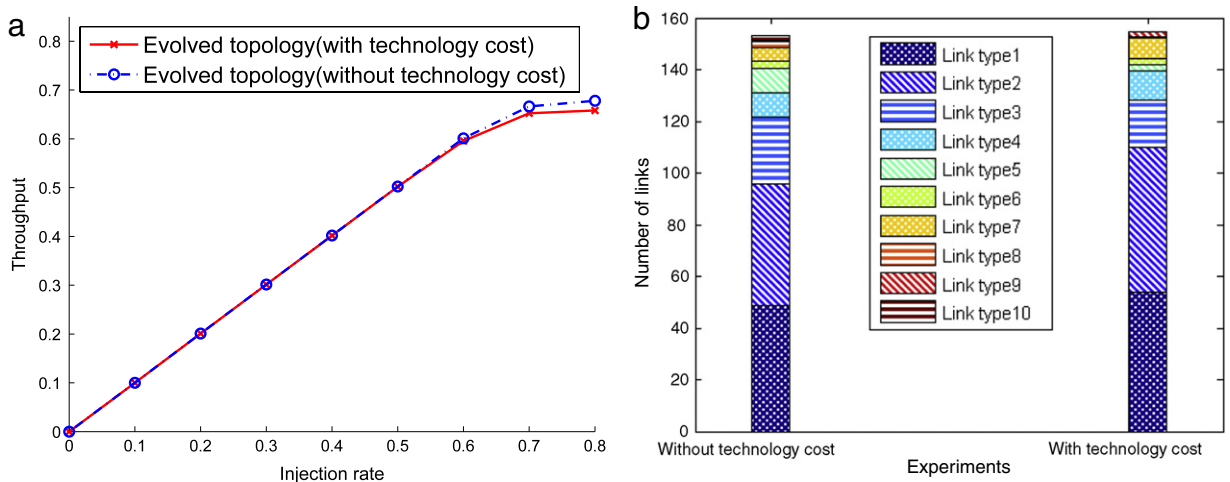 a
Evolved topology(with technology cost)
Evolved topology(without technology cost)
0.8
0.7
0.6
0.5
0.4
0.3
0.2
0.1
0
Throughput
0 0.1 0.2 0.3 0.4 0.5 0.6 0.7 0.8
Injection rate
b
160
140
120
100
80
60
40
20
0
Number of links
Link type1
Link type2
Link type3
Link type4
Link type5
Link type6
Link type7
Link type8
Link type9
Link type10
Without technology cost With technology cost
Experiments